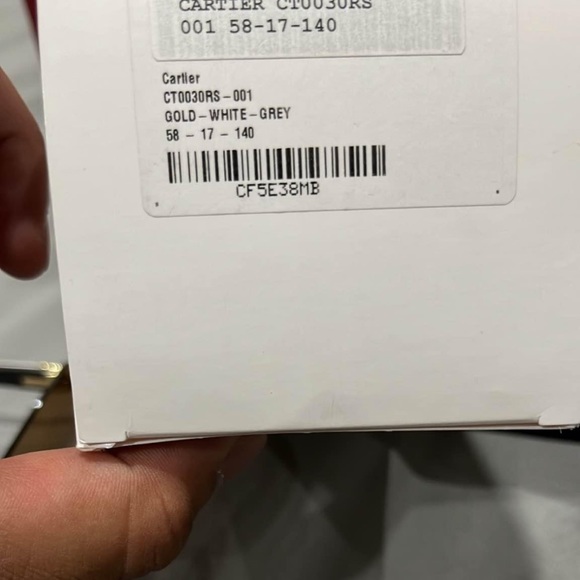 CARTIER CT0030RS
001 58-17-140
Cartier
CT0030RS-001
GOLD-WHITE-GREY
58 - 17 - 140
CF5E38MB